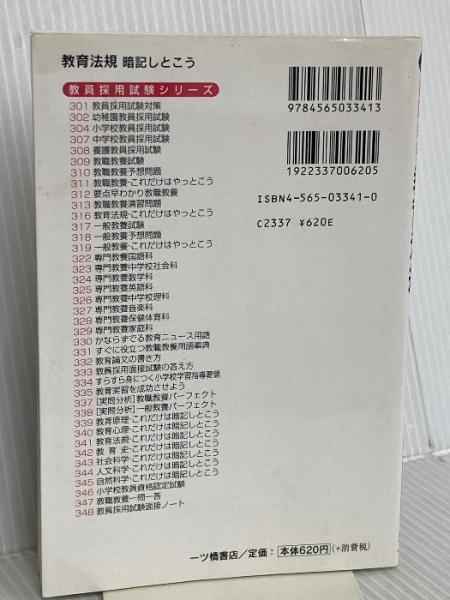 教育法規 暗記しとこう
教員採用試験シリーズ
301 教員採用試験対策
302 幼稚園教員採用試験
304 小学校教員採用試験
307 中学校教員採用試験
308 養護教員採用試験
309 教職教養試験
310 教職教養予想問題
311 教職教養・これだけはやっとこう
312 要点早わかり教職教養
313 教職教養演習問題
316 教育法規・これだけはやっとこう
317 一般教養試験
318 一般教養予想問題
319 一般教養・これだけはやっとこう
322 専門教養国語科
323 専門教養中学校社会科
324 専門教養数学科
325 専門教養英語科
326 専門教養中学校理科
327 専門教養音楽科
328 専門教養保健体育科
329 専門教養家庭科
330 かならずでる教育ニュース用語
331 すぐに役立つ教職教養用語事典
332 教育論文の書き方
333 教員採用面接試験の答え方
334 すらすら身につく小学校学習指導要領
335 教育実習を成功させよう
337 [実問分析]教職教養パーフェクト
338 [実問分析]一般教養パーフェクト
339 教育原理・これだけは暗記しとこう
340 教育心理・これだけは暗記しとこう
341 教育法規・これだけは暗記しとこう
342 教育史・これだけは暗記しとこう
343 社会科学・これだけは暗記しとこう
344 人文科学・これだけは暗記しとこう
345 自然科学・これだけは暗記しとこう
346 小学校教員資格認定試験
347 教職教養一問一答
348 教員採用試験面接ノート
9784565033413
1922337006205
ISBN4-565-03341-0
C2337 ¥620E
一ツ橋書店/定価:本体620円(+消費税)